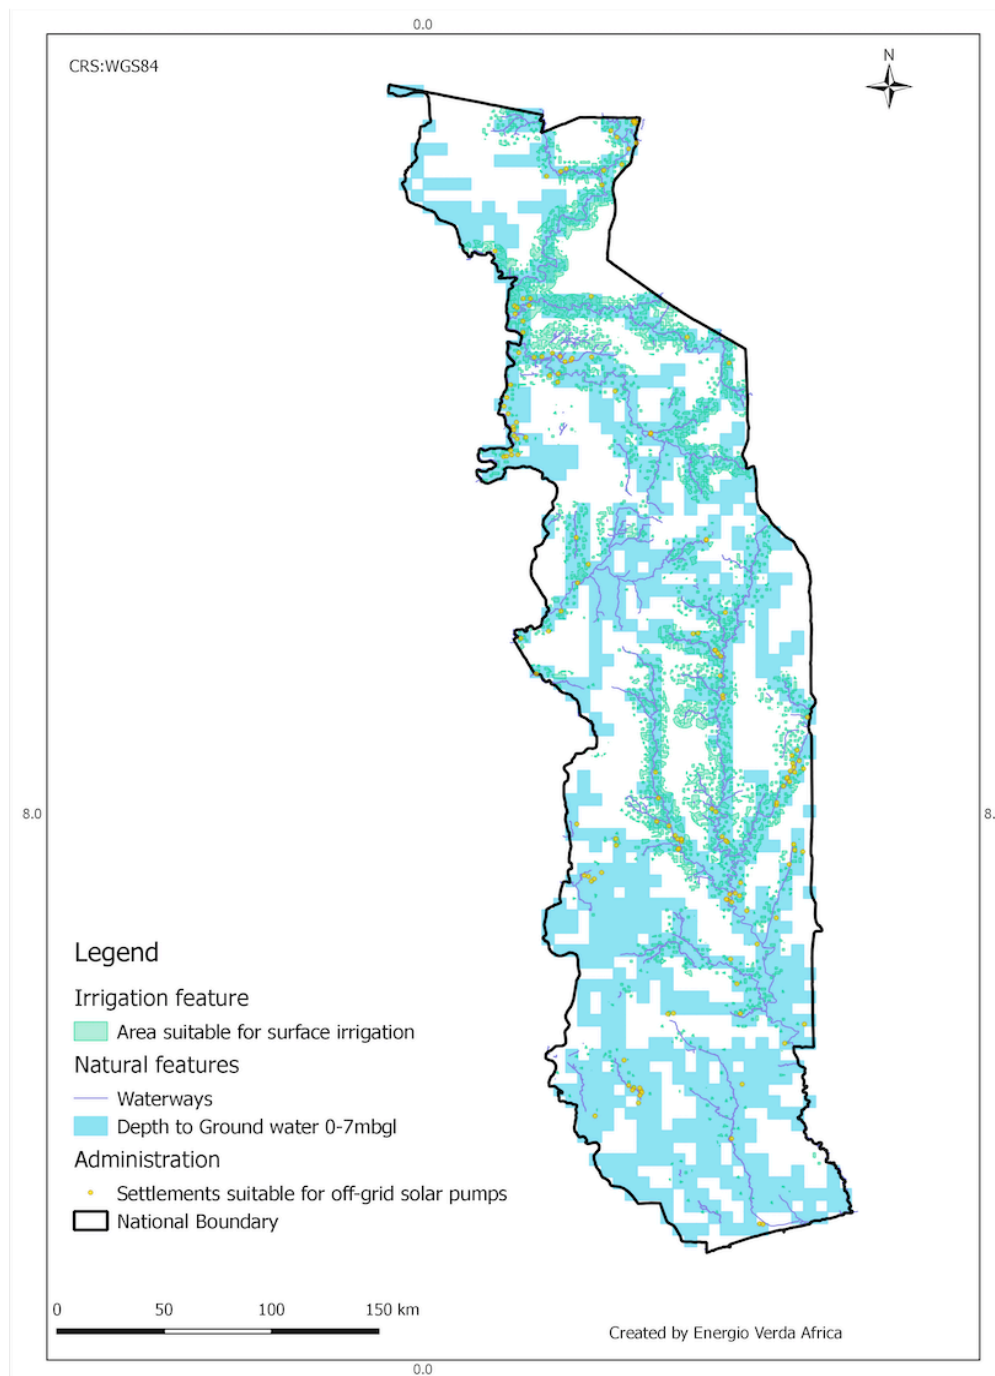 0.0
CRS:WGS84
N
8.0
8.
Legend
Irrigation feature
Area suitable for surface irrigation
Natural features
Waterways
Depth to Ground water 0-7mbgl
Administration
Settlements suitable for off-grid solar pumps
National Boundary
0 50 100 150 km
Created by Energio Verda Africa
0.0